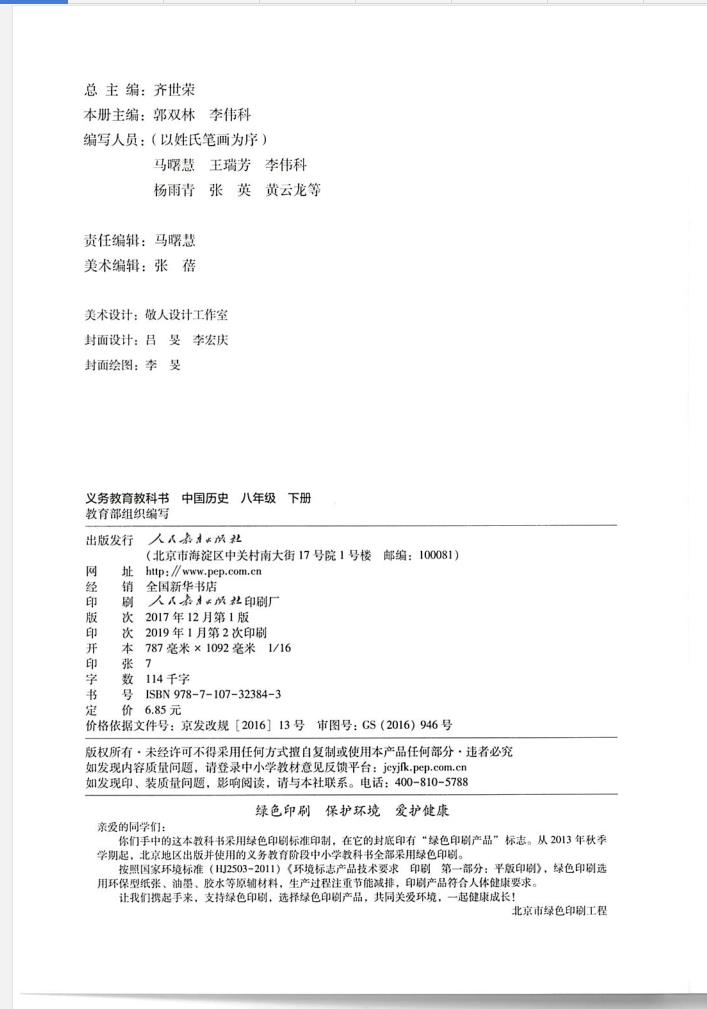 总 主 编：齐世荣
本册主编：郭双林 李伟科
编写人员：（以姓氏笔画为序）
马曙慧 王瑞芳 李伟科
杨雨青 张 英 黄云龙等
责任编辑：马曙慧
美术编辑：张 蓓
美术设计：敬人设计工作室
封面设计：吕 旻 李宏庆
封面绘图：李 旻
义务教育教科书 中国历史 八年级 下册
教育部组织编写
出版发行 人民教育出版社
（北京市海淀区中关村南大街 17 号院 1 号楼 邮编：100081）
网 址 http://www.pep.com.cn
经 销 全国新华书店
印 刷 人民教育出版社印刷厂
版 次 2017 年 12 月第 1 版
印 次 2019 年 1 月第 2 次印刷
开 本 787 毫米 × 1092 毫米 1/16
印 张 7
字 数 114 千字
书 号 ISBN 978-7-107-32384-3
定 价 6.85 元
价格依据文件号：京发改规［2016］13 号 审图号：GS (2016) 946 号
版权所有·未经许可不得采用任何方式擅自复制或使用本产品任何部分·违者必究
如发现内容质量问题，请登录中小学教材意见反馈平台：jcyjfk.pep.com.cn
如发现印、装质量问题，影响阅读，请与本社联系。电话：400-810-5788
绿色印刷 保护环境 爱护健康
亲爱的同学们：
你们手中的这本教科书采用绿色印刷标准印制，在它的封底印有“绿色印刷产品”标志。从 2013 年秋季
学期起，北京地区出版并使用的义务教育阶段中小学教科书全部采用绿色印刷。
按照国家环境标准（HJ2503-2011）《环境标志产品技术要求 印刷 第一部分：平版印刷》，绿色印刷选
用环保型纸张、油墨、胶水等原辅材料，生产过程注重节能减排，印刷产品符合人体健康要求。
让我们携起手来，支持绿色印刷，选择绿色印刷产品，共同关爱环境，一起健康成长！
北京市绿色印刷工程